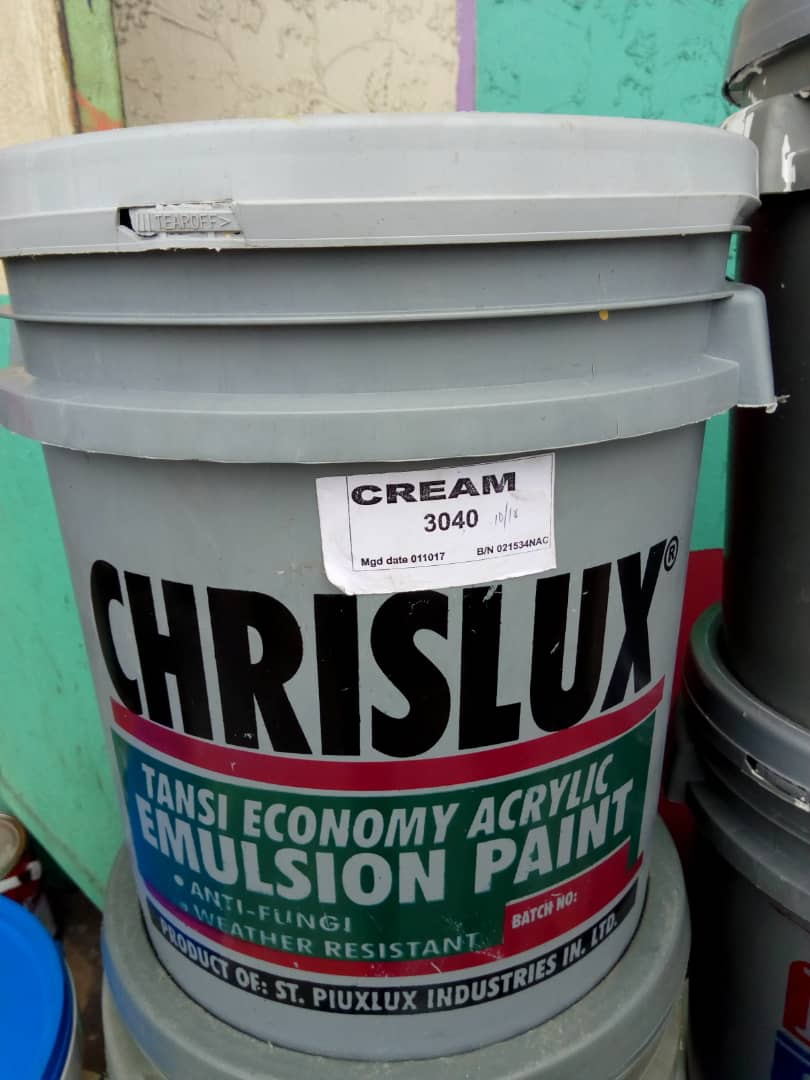 TEAROFF>
CREAM
3040 10/18
Mgd date 011017 B/N 021534NAC
CHRISLUX®
TANSI ECONOMY ACRYLIC
EMULSION PAINT
• ANTI-FUNGI
• WEATHER RESISTANT
BATCH NO:
PRODUCT OF: ST. PIUXLUX INDUSTRIES IN. LTD.